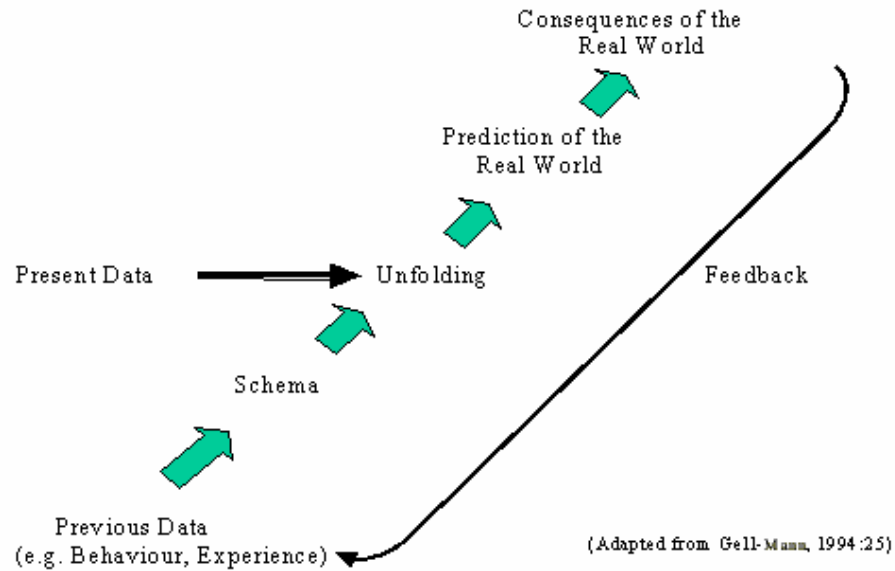 Consequences of the
Real World
Prediction of the
Real World
Present Data
Unfolding
Feedback
Schema
Previous Data
(e.g. Behaviour, Experience)
(Adapted from Gell-Mann, 1994:25)